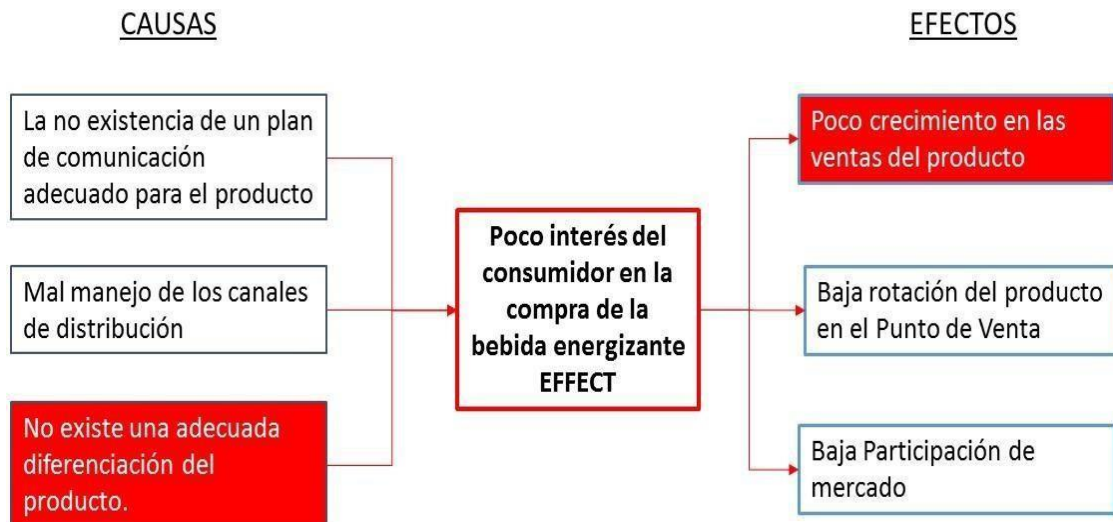 CAUSAS
EFECTOS
La no existencia de un plan
de comunicación
adecuado para el producto
Mal manejo de los canales
de distribución
No existe una adecuada
diferenciación del
producto.
Poco interés del
consumidor en la
compra de la
bebida energizante
EFFECT
Poco crecimiento en las
ventas del producto
Baja rotación del producto
en el Punto de Venta
Baja Participación de
mercado